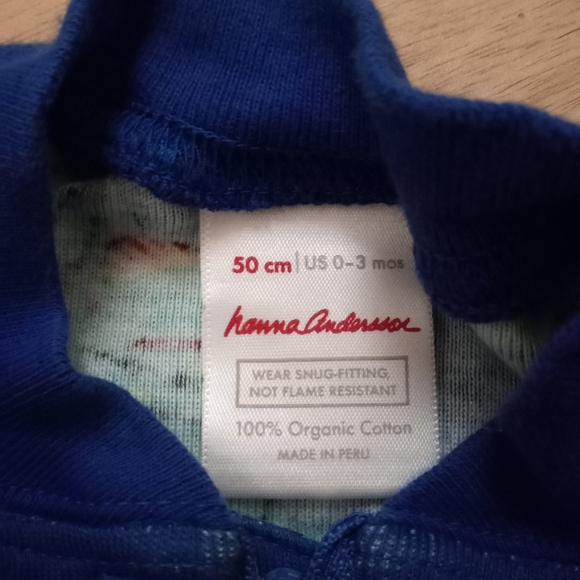 50 cm | US 0-3 mos
hanna Andersson
WEAR SNUG-FITTING,
NOT FLAME RESISTANT
100% Organic Cotton
MADE IN PERU